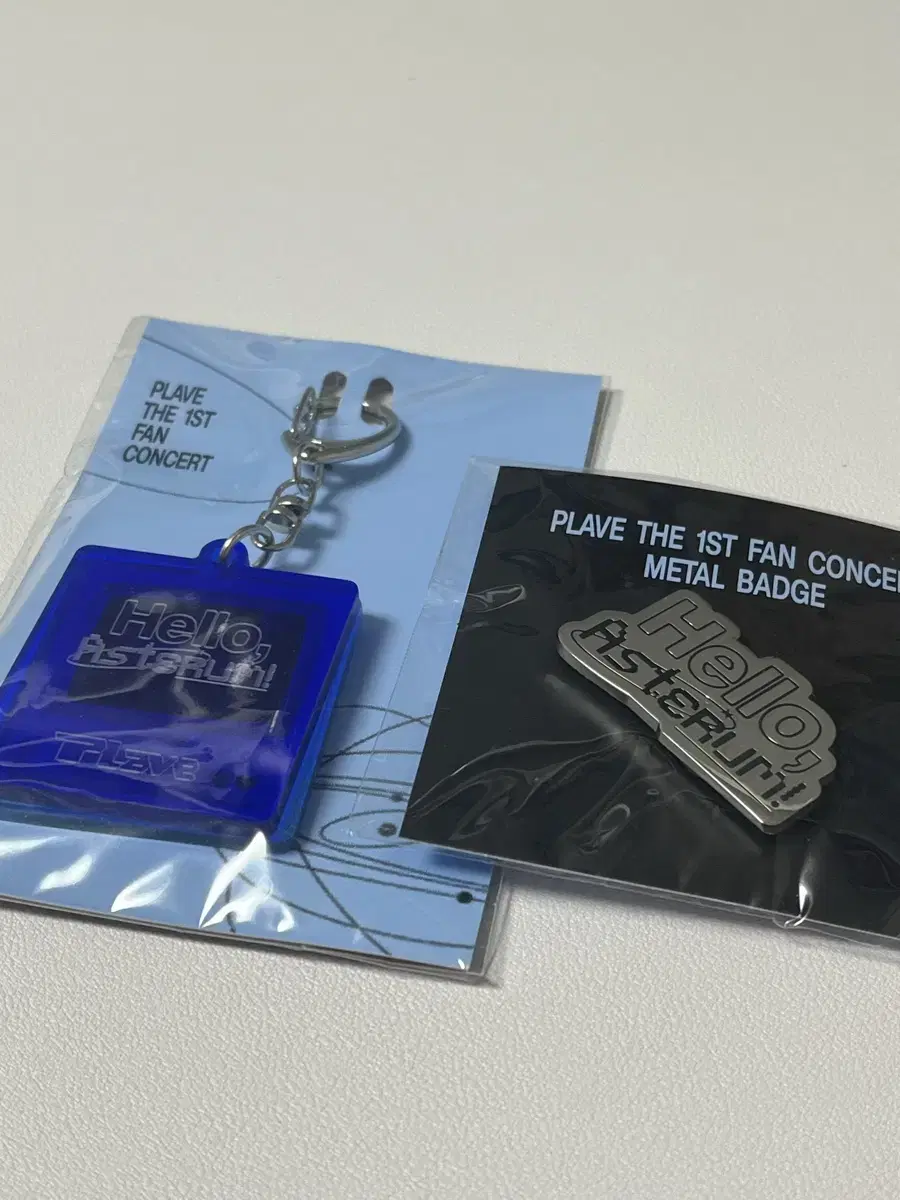 PLAVE
THE 1ST
FAN
CONCERT
Hello,
Asterum!
PLAVE
PLAVE THE 1ST FAN CONCE
METAL BADGE
Hello,
Asterum!